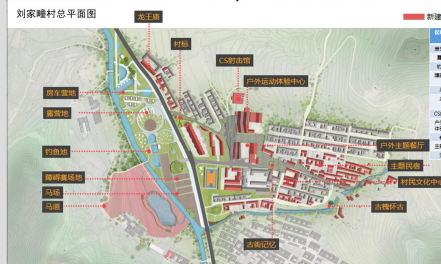 刘家疃村总平面图
新建
龙王庙
村标
CS射击馆
户外运动体验中心
房车营地
露营地
钓鱼池
障碍赛场地
马场
马道
户外主题餐厅
主题民宿
村民文化中心
古槐怀古
古街记忆